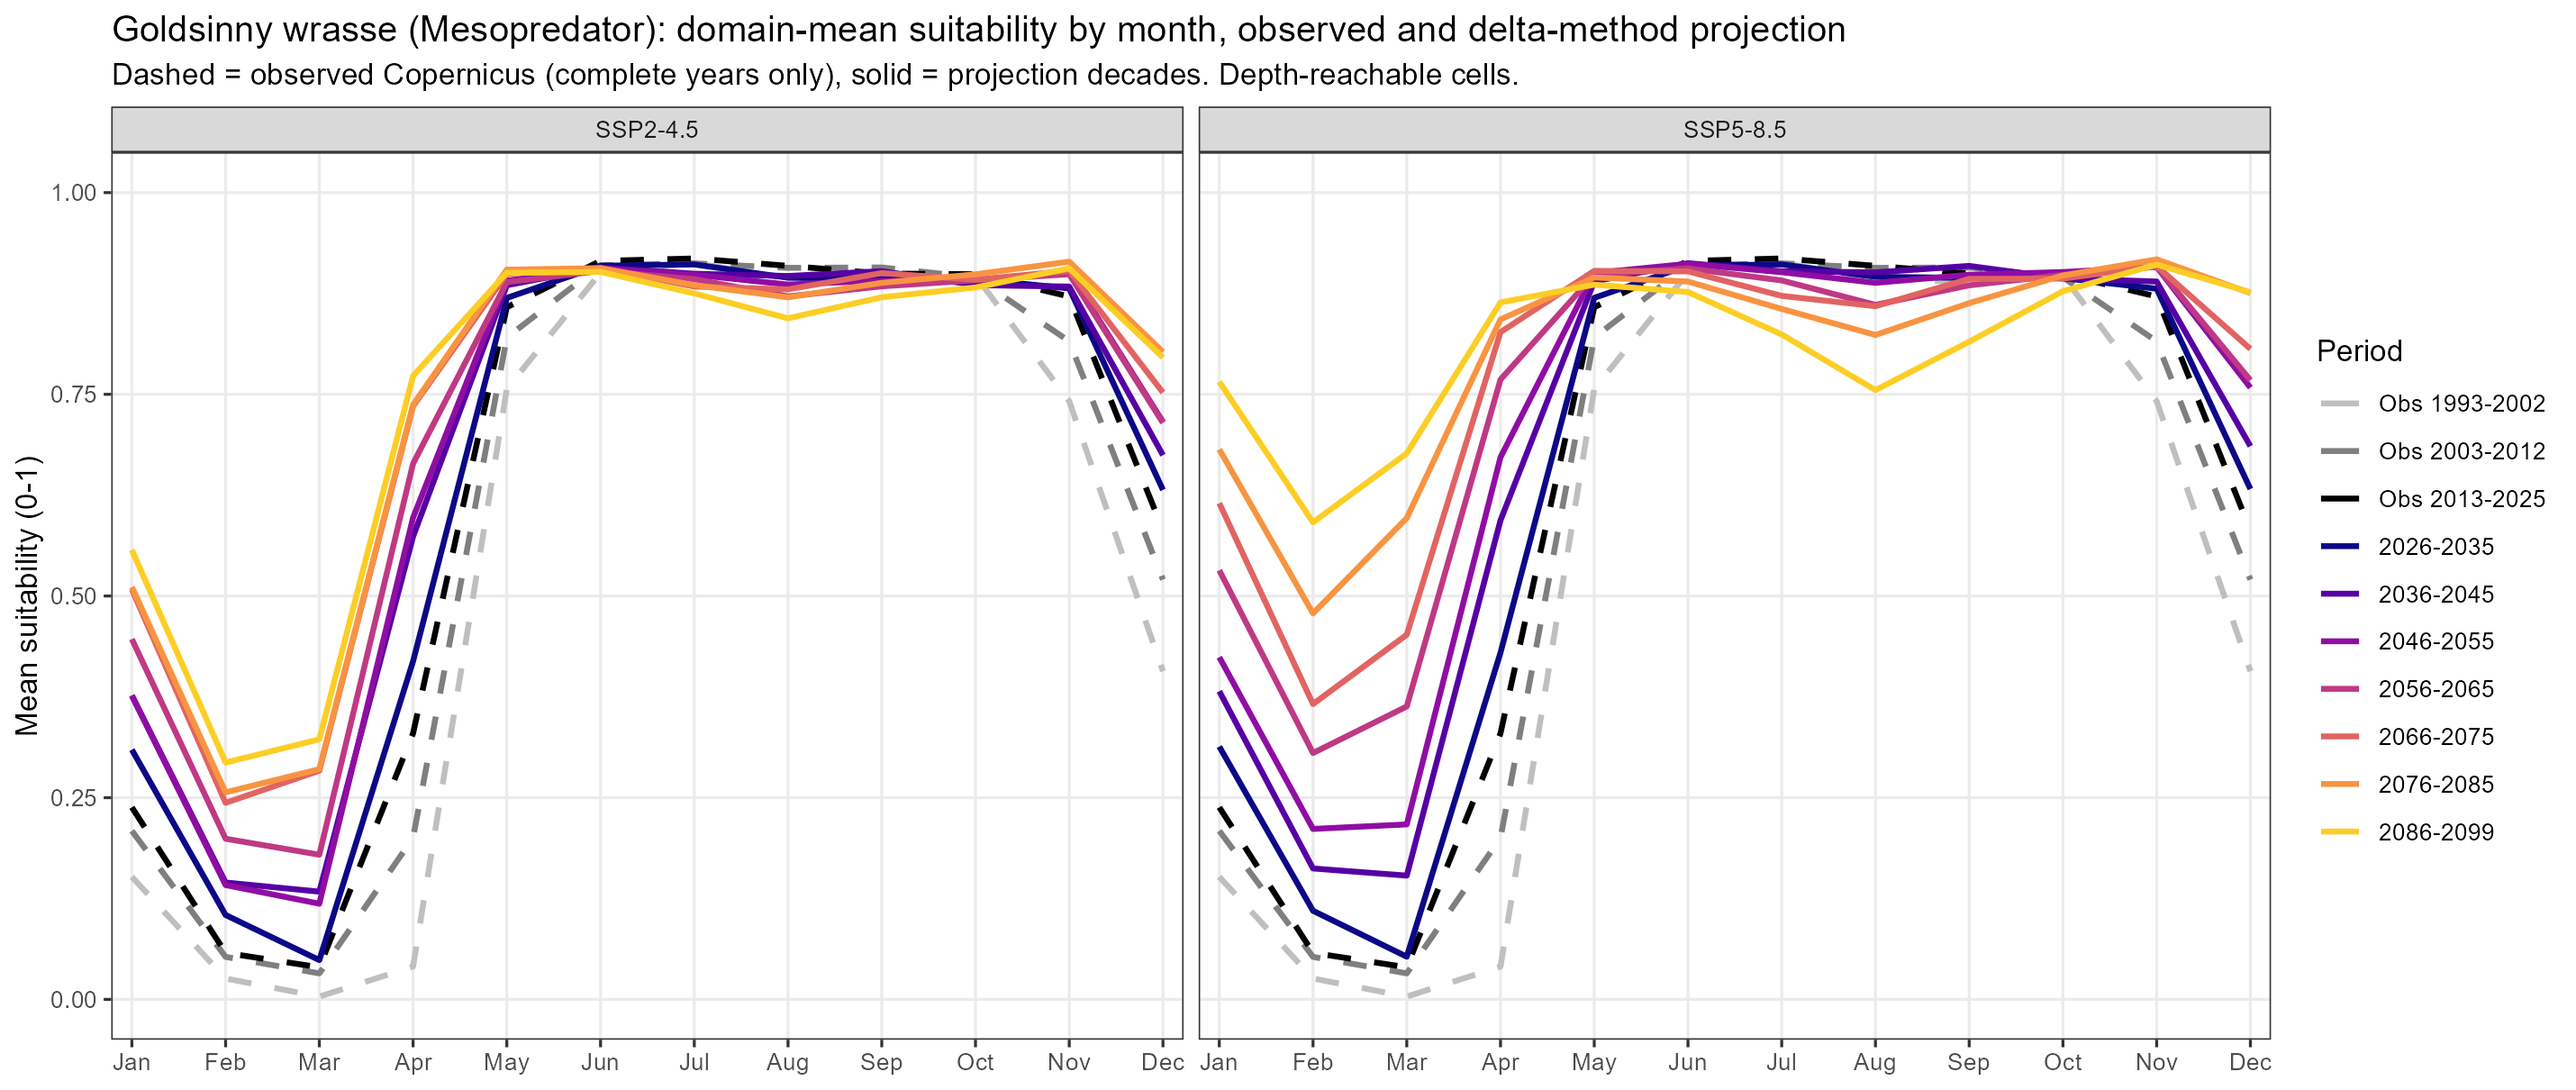 Goldsinny wrasse (Mesopredator): domain-mean suitability by month, observed and delta-method projection
Dashed = observed Copernicus (complete years only), solid = projection decades. Depth-reachable cells.
SSP2-4.5
SSP5-8.5
Mean suitability (0-1)
1.00
0.75
0.50
0.25
0.00
Jan Feb Mar Apr May Jun Jul Aug Sep Oct Nov Dec
Jan Feb Mar Apr May Jun Jul Aug Sep Oct Nov Dec
Period
Obs 1993-2002
Obs 2003-2012
Obs 2013-2025
2026-2035
2036-2045
2046-2055
2056-2065
2066-2075
2076-2085
2086-2099